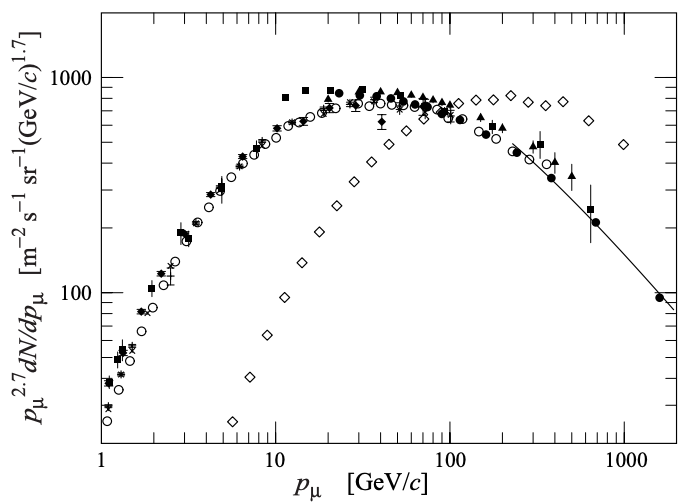 1000
100
p_μ^2.7 dN/dp_μ [m^−2 s^−1 sr^−1(GeV/c)^1.7]
1 10 100 1000
p_μ [GeV/c]